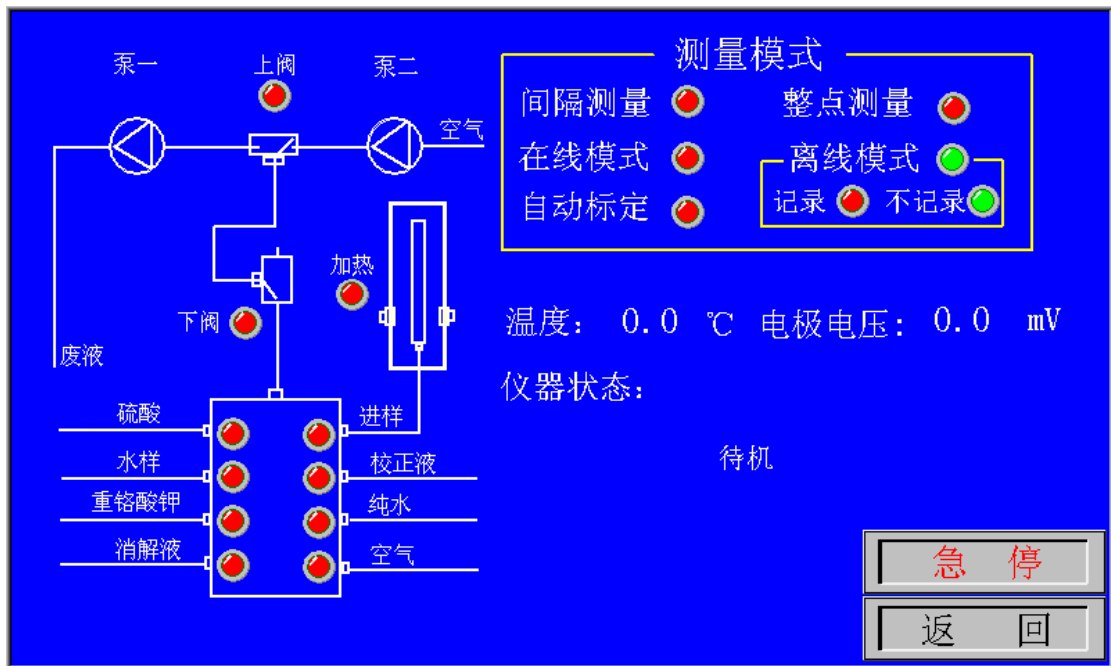 泵一 上阀 泵二
空气
测量模式
间隔测量 整点测量
在线模式 离线模式
自动标定 记录 不记录
加热
下阀
废液
温度: 0.0 ℃ 电极电压: 0.0 mV
仪器状态:
待机
硫酸 进样
水样 校正液
重铬酸钾 纯水
消解液 空气
急 停
返 回